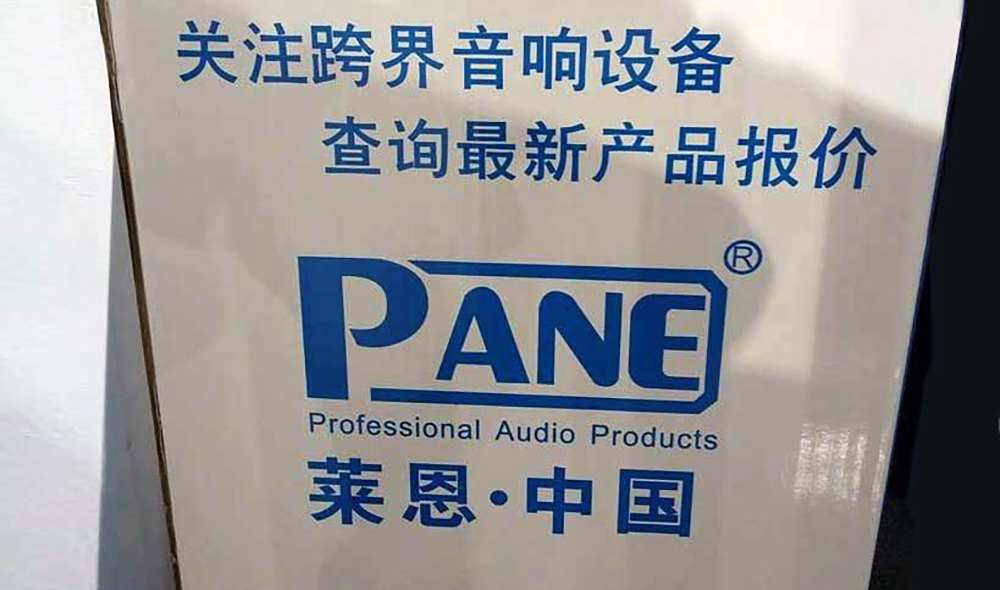 关注跨界音响设备
查询最新产品报价
PANE®
Professional Audio Products
莱恩·中国